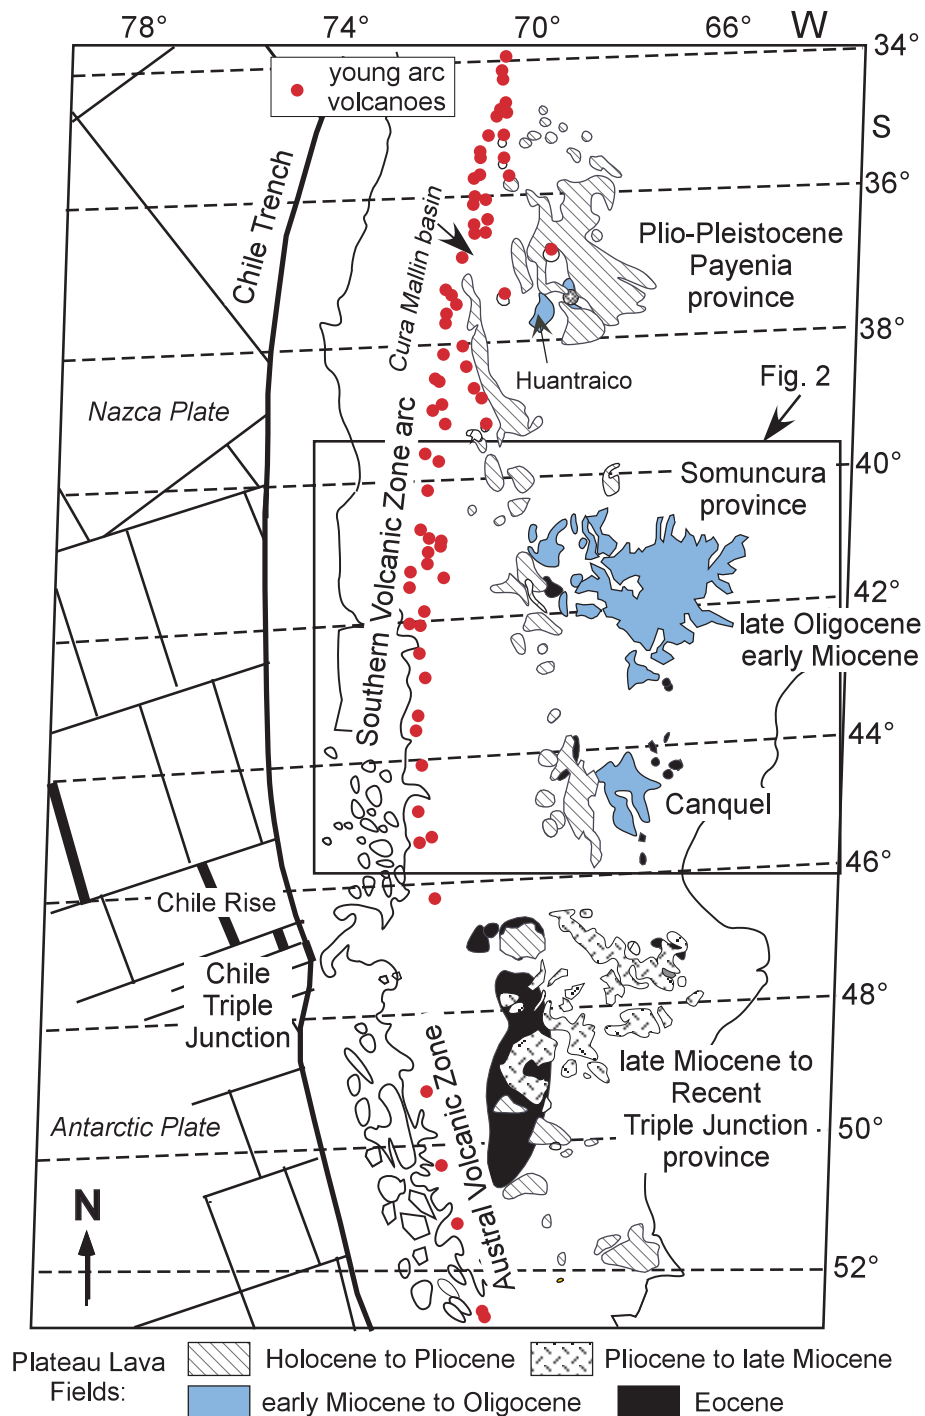 78°
74°
70°
66°
W
34°
S
36°
38°
40°
42°
44°
46°
48°
50°
52°
young arc
volcanoes
Chile Trench
Cura Mallin basin
Plio-Pleistocene
Payenia
province
Huantraico
Fig. 2
Nazca Plate
Southern Volcanic Zone arc
Somuncura
province
late Oligocene
early Miocene
Canquel
Chile Rise
Chile
Triple
Junction
late Miocene to
Recent
Triple Junction
province
Antarctic Plate
Austral Volcanic Zone
N
Plateau Lava
Fields:
Holocene to Pliocene
Pliocene to late Miocene
early Miocene to Oligocene
Eocene